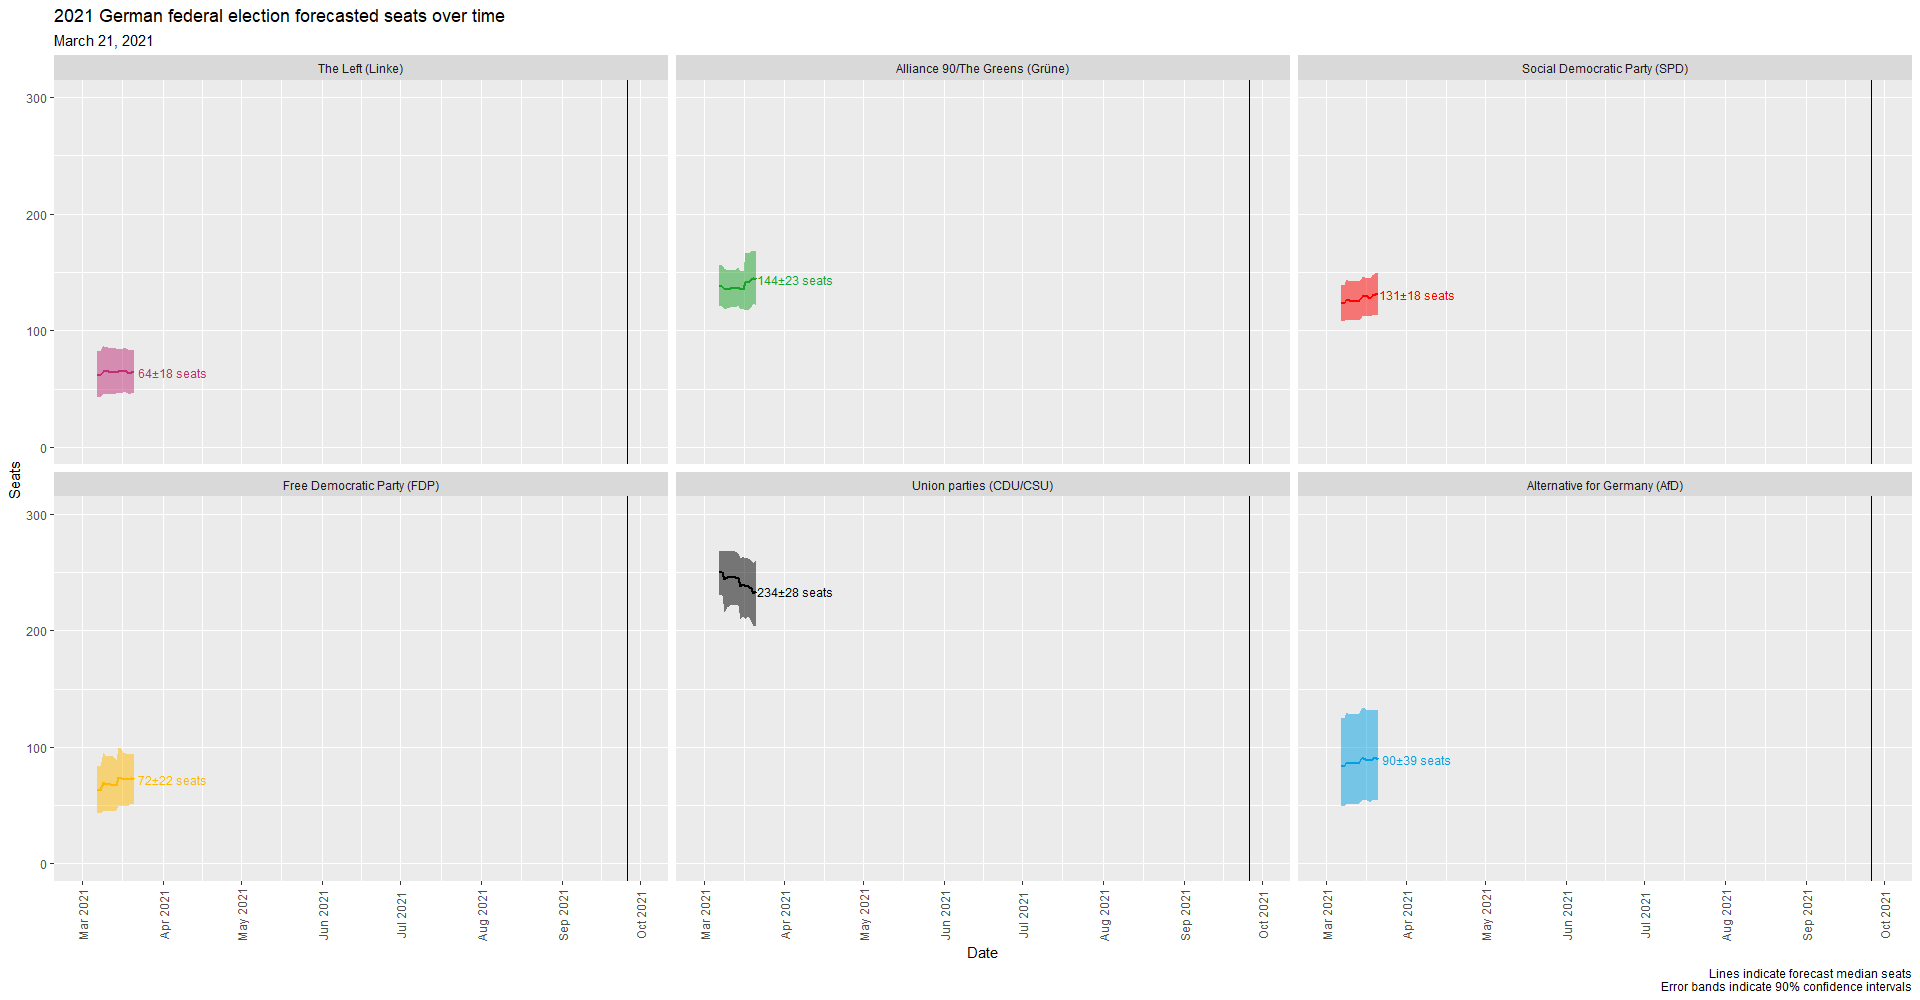 2021 German federal election forecasted seats over time
March 21, 2021
The Left (Linke)
Alliance 90/The Greens (Grüne)
Social Democratic Party (SPD)
300
200
100
0
64±18 seats
144±23 seats
131±18 seats
Seats
Free Democratic Party (FDP)
Union parties (CDU/CSU)
Alternative for Germany (AfD)
300
200
100
0
72±22 seats
234±28 seats
90±39 seats
Mar 2021
Apr 2021
May 2021
Jun 2021
Jul 2021
Aug 2021
Sep 2021
Oct 2021
Mar 2021
Apr 2021
May 2021
Jun 2021
Jul 2021
Aug 2021
Sep 2021
Oct 2021
Mar 2021
Apr 2021
May 2021
Jun 2021
Jul 2021
Aug 2021
Sep 2021
Oct 2021
Date
Lines indicate forecast median seats
Error bands indicate 90% confidence intervals